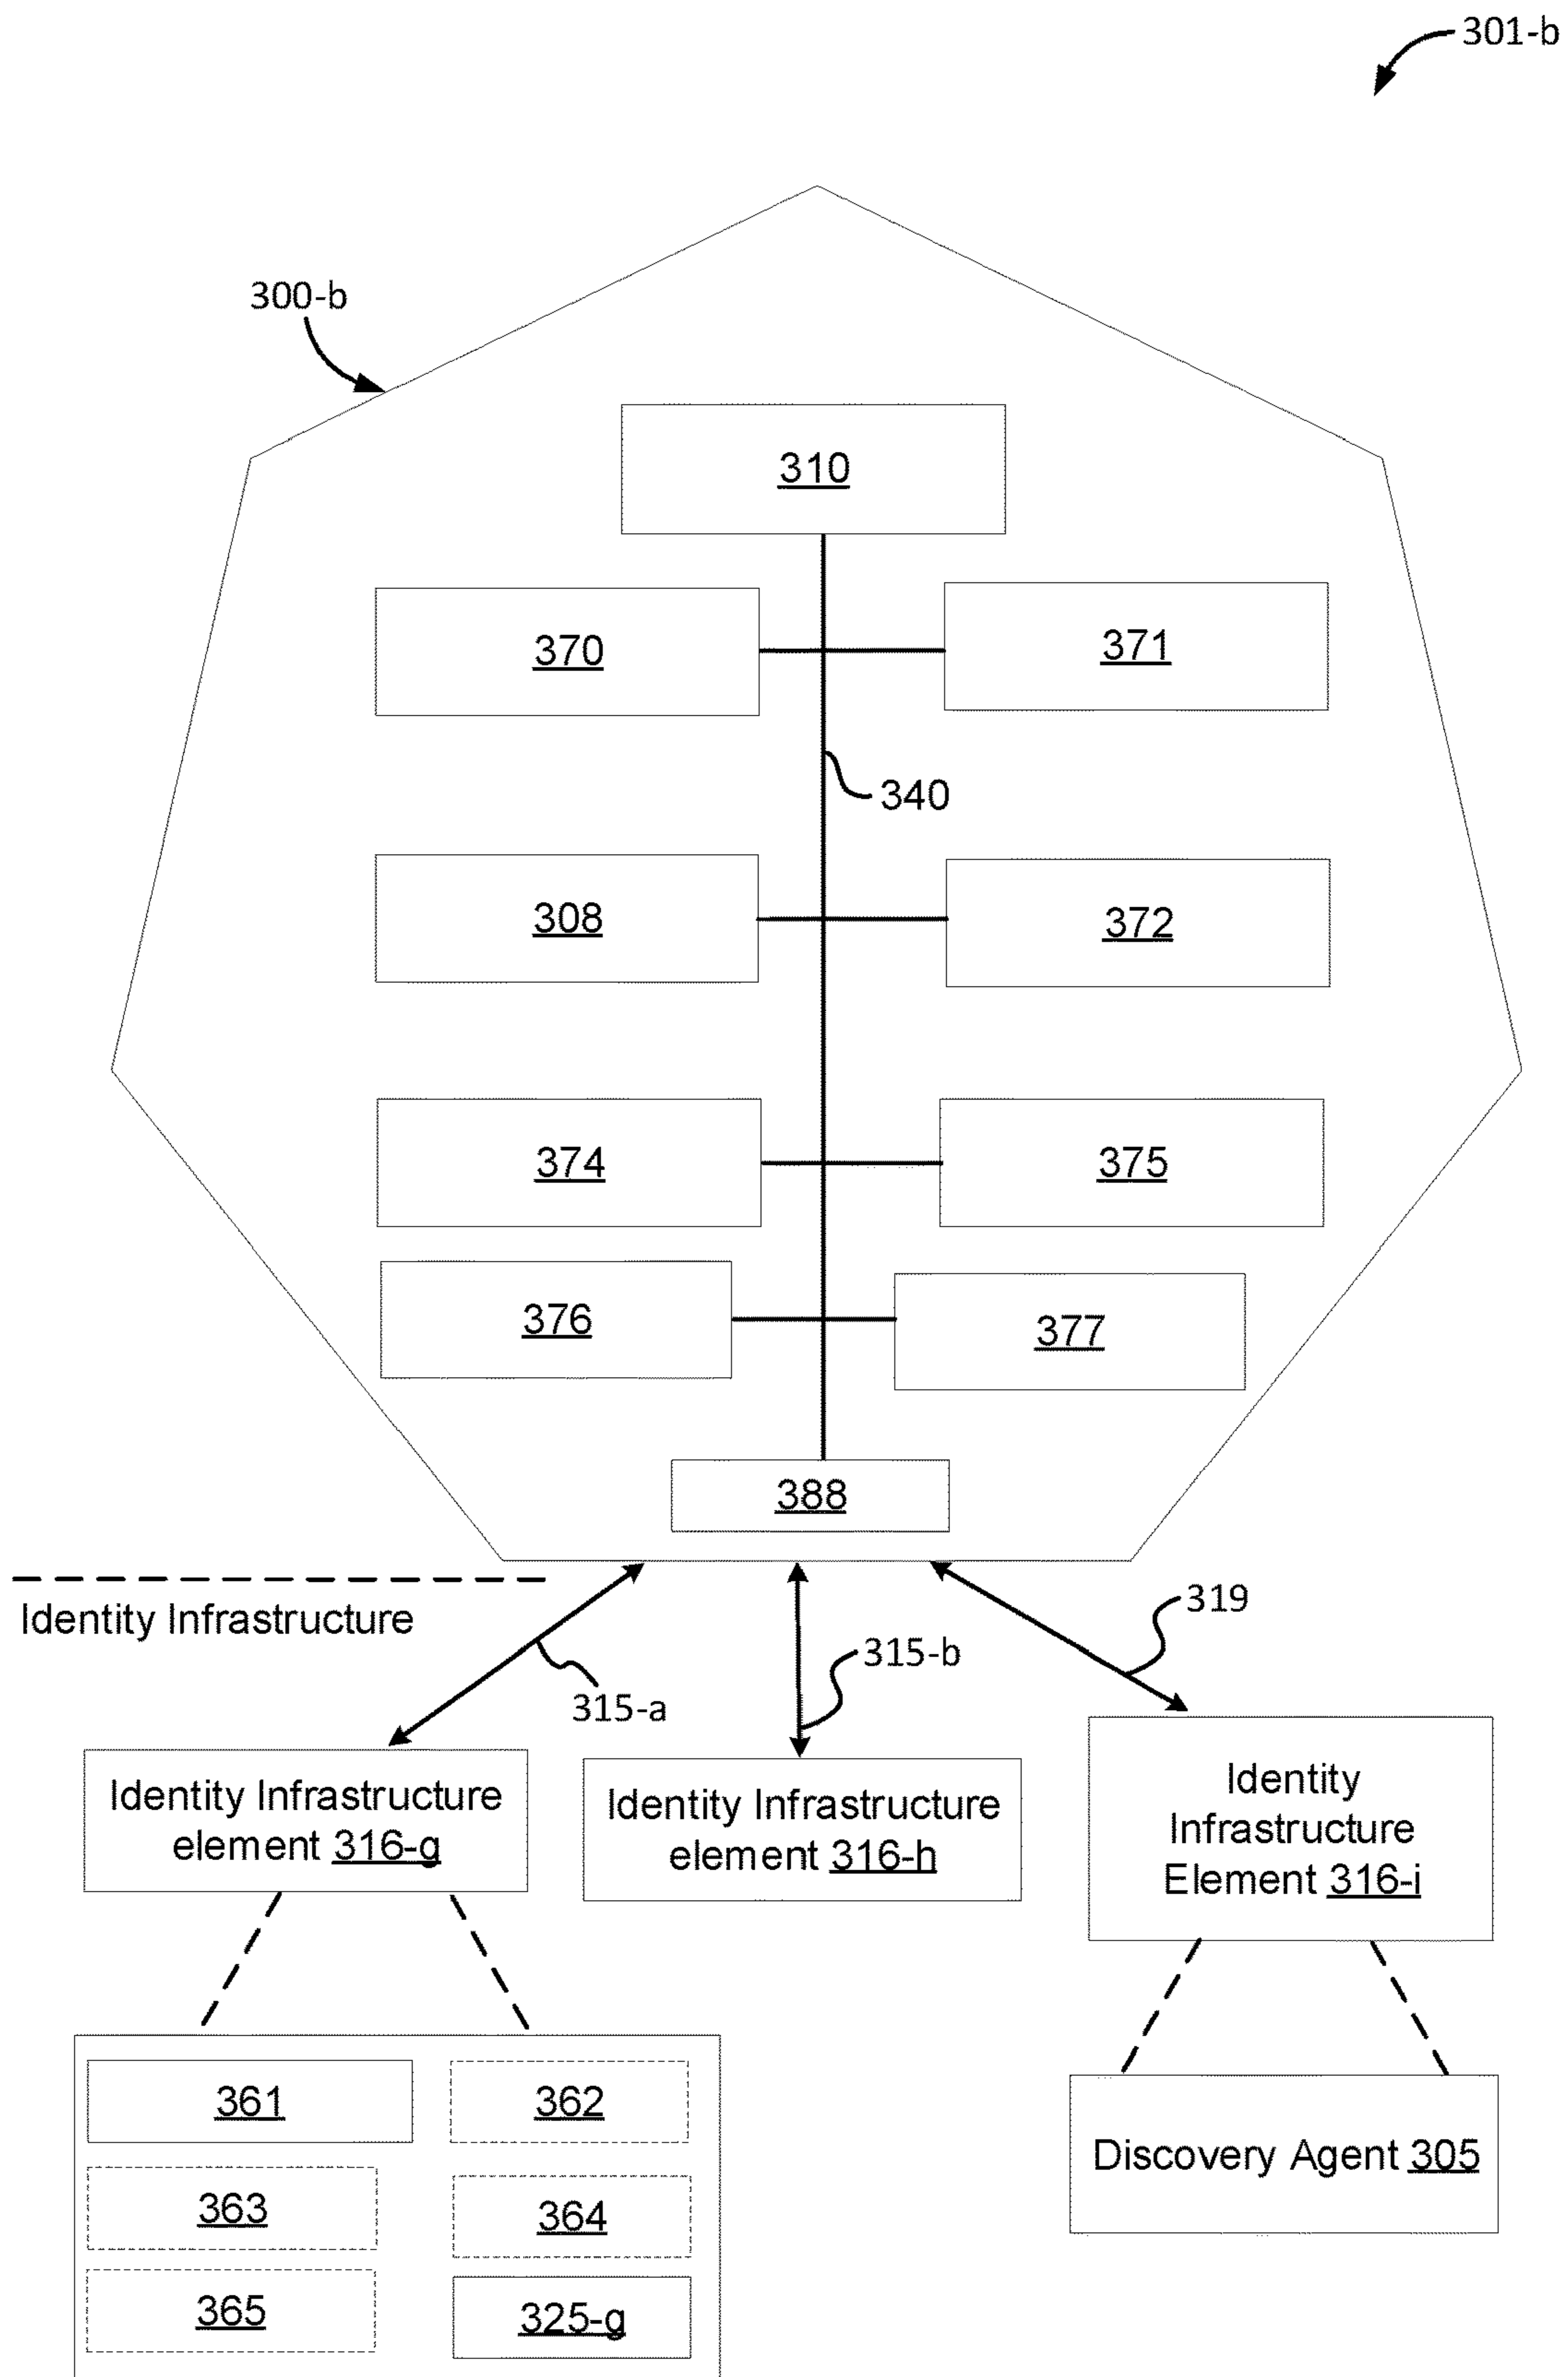 301-b
300-b
310
370
371
340
308
372
374
375
376
377
388
Identity Infrastructure
319
315-b
315-a
Identity Infrastructure
element 316-g
Identity Infrastructure
element 316-h
Identity
Infrastructure
Element 316-i
361
362
363
364
365
325-g
Discovery Agent 305